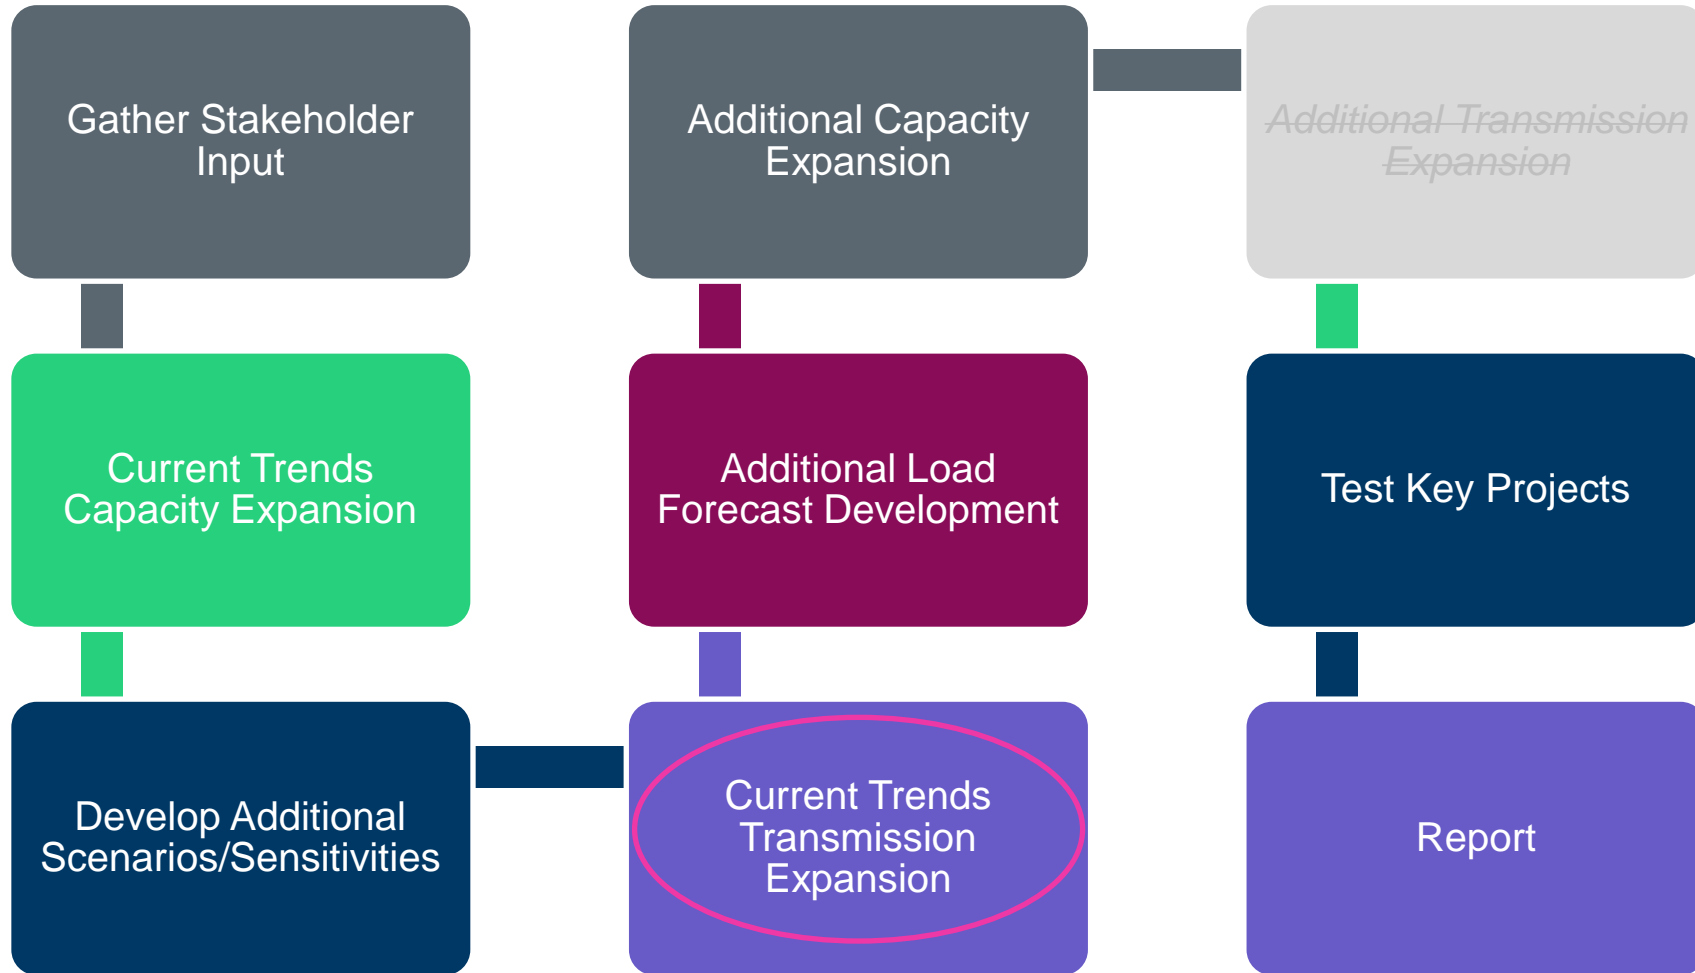 Gather Stakeholder
Input
Current Trends
Capacity Expansion
Develop Additional
Scenarios/Sensitivities
Current Trends
Transmission
Expansion
Additional Load
Forecast Development
Additional Capacity
Expansion
Additional Transmission
Expansion
Test Key Projects
Report